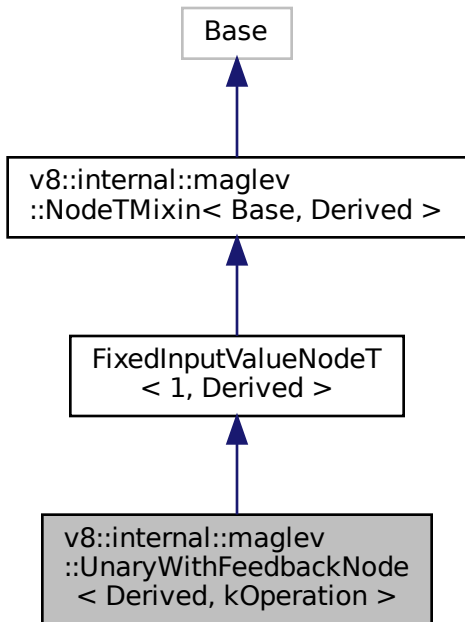 Base
v8::internal::maglev
::NodeTMixin< Base, Derived >
FixedInputValueNodeT
< 1, Derived >
v8::internal::maglev
::UnaryWithFeedbackNode
< Derived, kOperation >